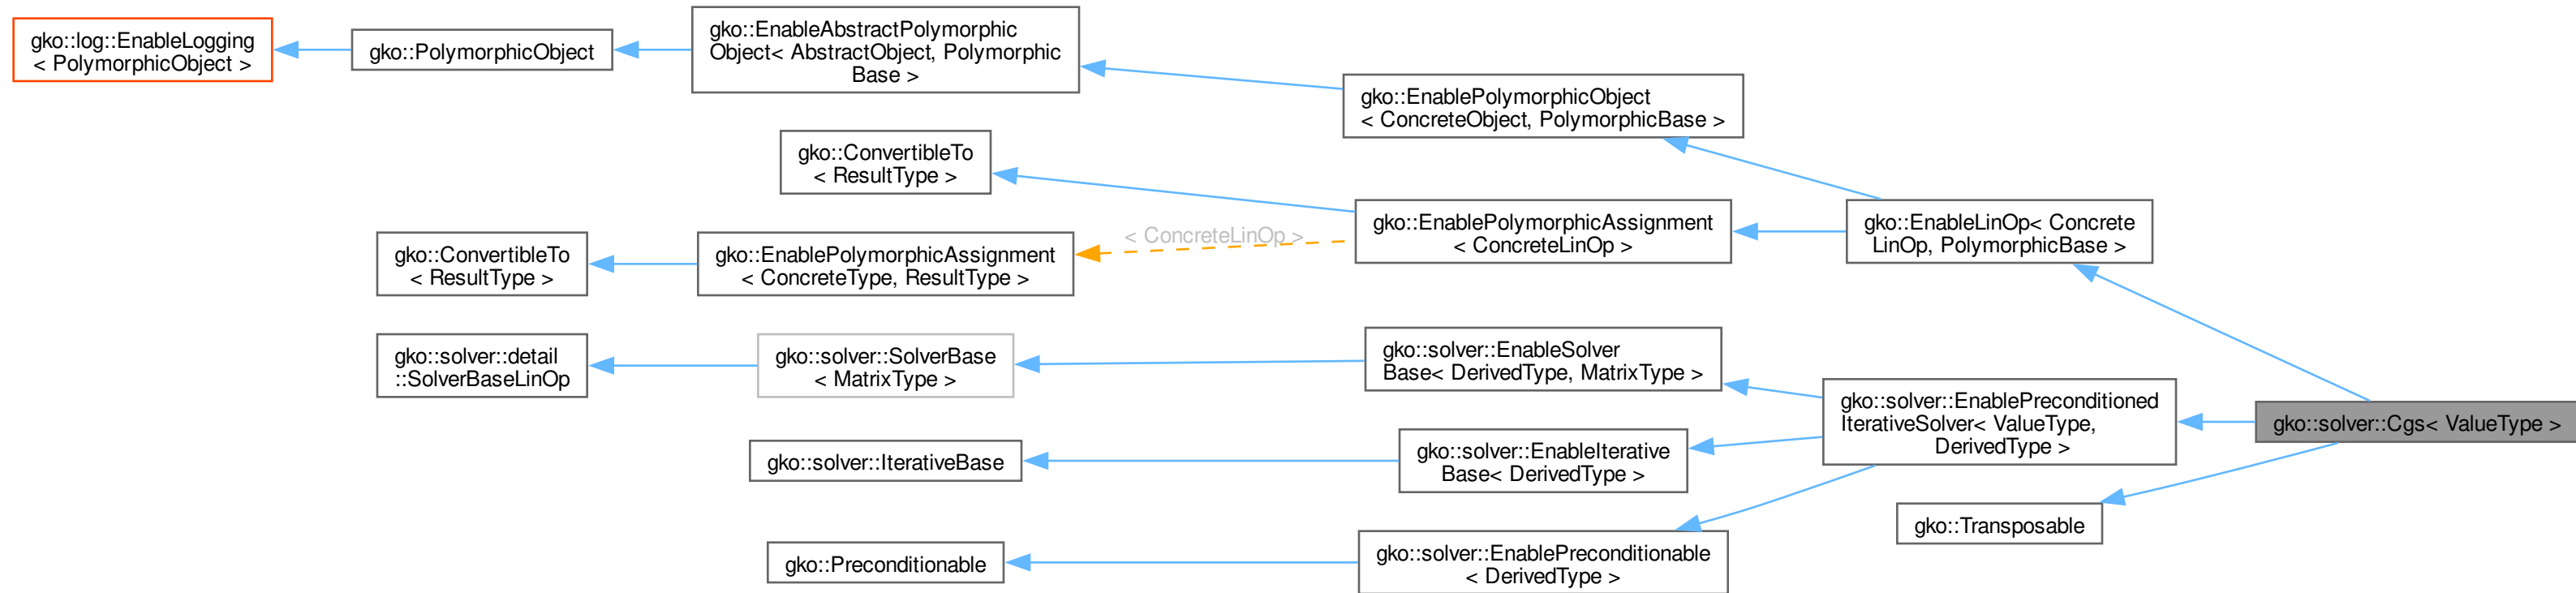 gko::log::EnableLogging
< PolymorphicObject >
gko::PolymorphicObject
gko::EnableAbstractPolymorphic
Object< AbstractObject, Polymorphic
Base >
gko::EnablePolymorphicObject
< ConcreteObject, PolymorphicBase >
gko::ConvertibleTo
< ResultType >
gko::EnablePolymorphicAssignment
< ConcreteLinOp >
gko::EnableLinOp< Concrete
LinOp, PolymorphicBase >
< ConcreteLinOp >
gko::ConvertibleTo
< ResultType >
gko::EnablePolymorphicAssignment
< ConcreteType, ResultType >
gko::solver::detail
::SolverBaseLinOp
gko::solver::SolverBase
< MatrixType >
gko::solver::EnableSolver
Base< DerivedType, MatrixType >
gko::solver::EnablePreconditioned
IterativeSolver< ValueType,
DerivedType >
gko::solver::Cgs< ValueType >
gko::solver::IterativeBase
gko::solver::EnableIterative
Base< DerivedType >
gko::Transposable
gko::Preconditionable
gko::solver::EnablePreconditionable
< DerivedType >